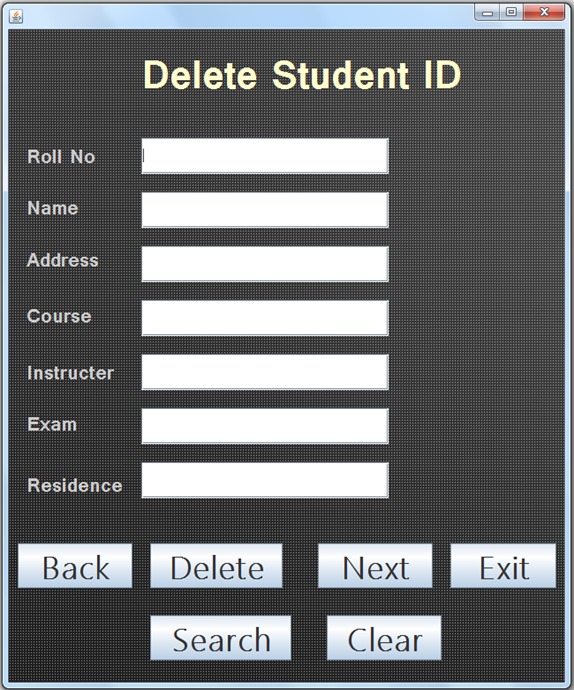 Delete Student ID
Roll No
Name
Address
Course
Instructer
Exam
Residence
Back Delete Next Exit
Search Clear